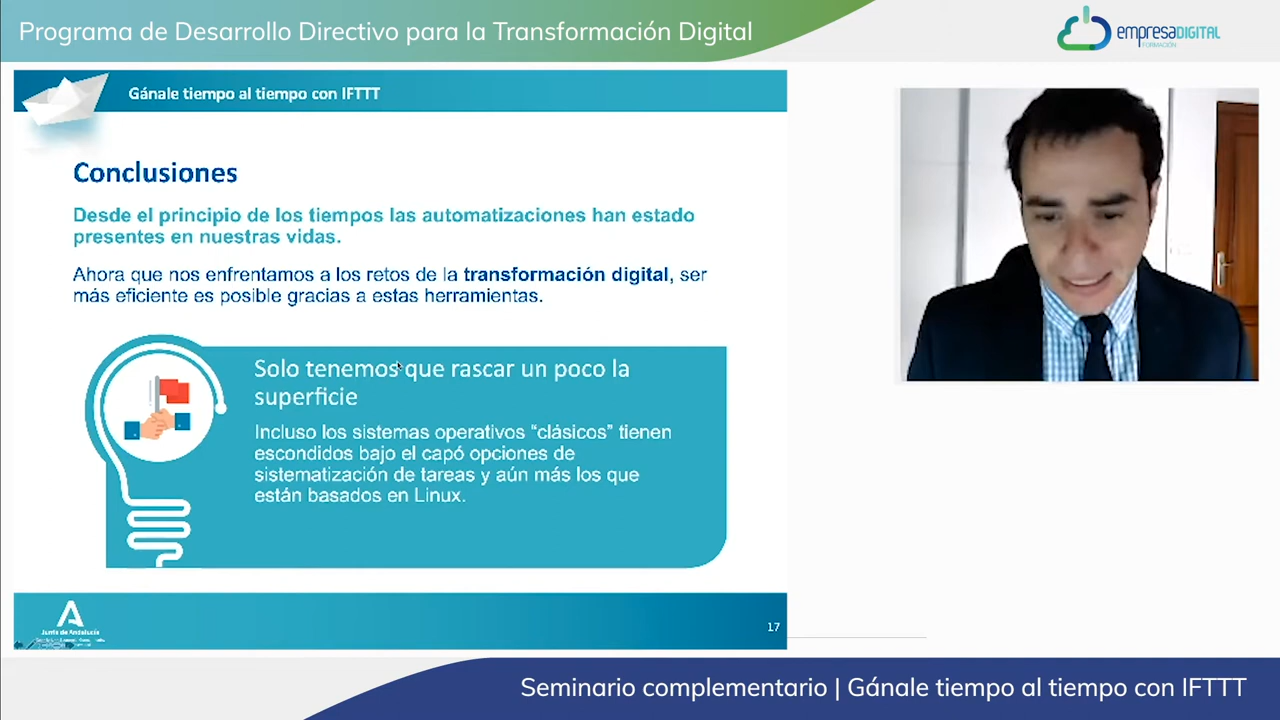 Programa de Desarrollo Directivo para la Transformación Digital
empresaDIGITAL
FORMACIÓN
Gánale tiempo al tiempo con IFTTT
Conclusiones
Desde el principio de los tiempos las automatizaciones han estado
presentes en nuestras vidas.
Ahora que nos enfrentamos a los retos de la transformación digital, ser
más eficiente es posible gracias a estas herramientas.
Solo tenemos que rascar un poco la
superficie
Incluso los sistemas operativos “clásicos” tienen
escondidos bajo el capó opciones de
sistematización de tareas y aún más los que
están basados en Linux.
Junta de Andalucía
17
Seminario complementario | Gánale tiempo al tiempo con IFTTT